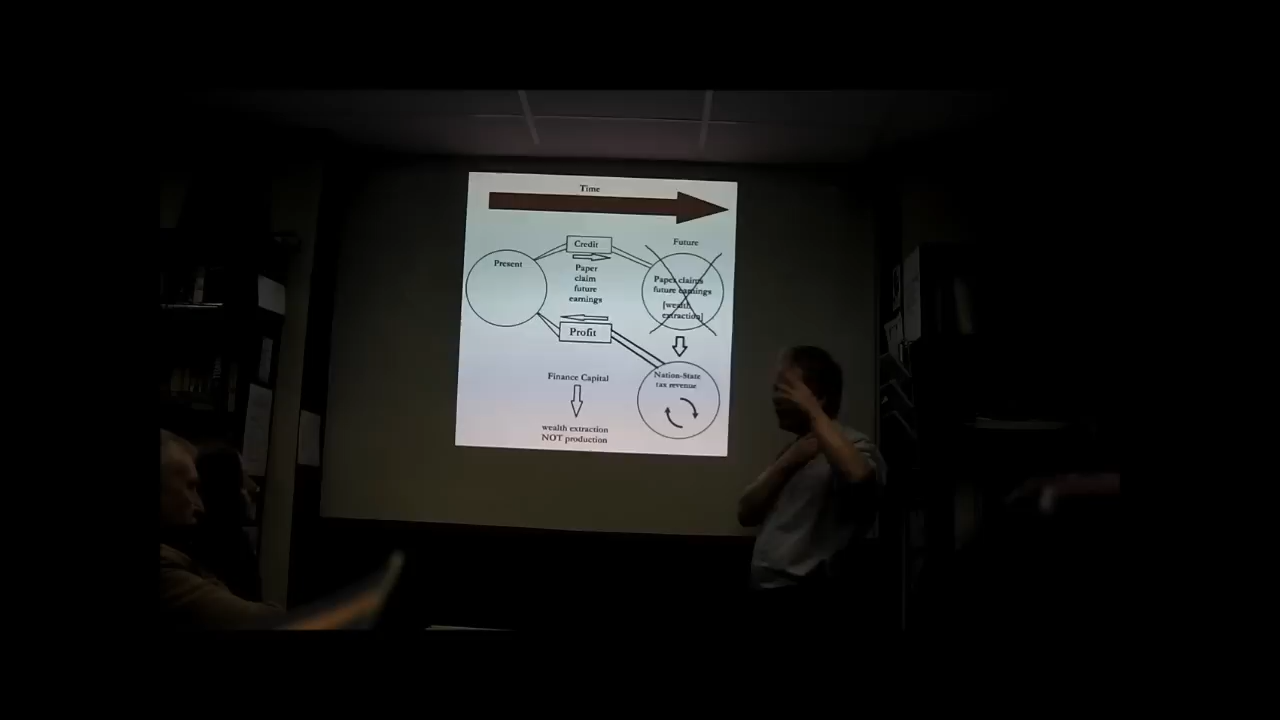 Time
Credit
Future
Present
Paper
claim
future
earnings
Paper claims
future earnings
[wealth
extraction]
Profit
Nation-State
tax revenue
Finance Capital
wealth extraction
NOT production